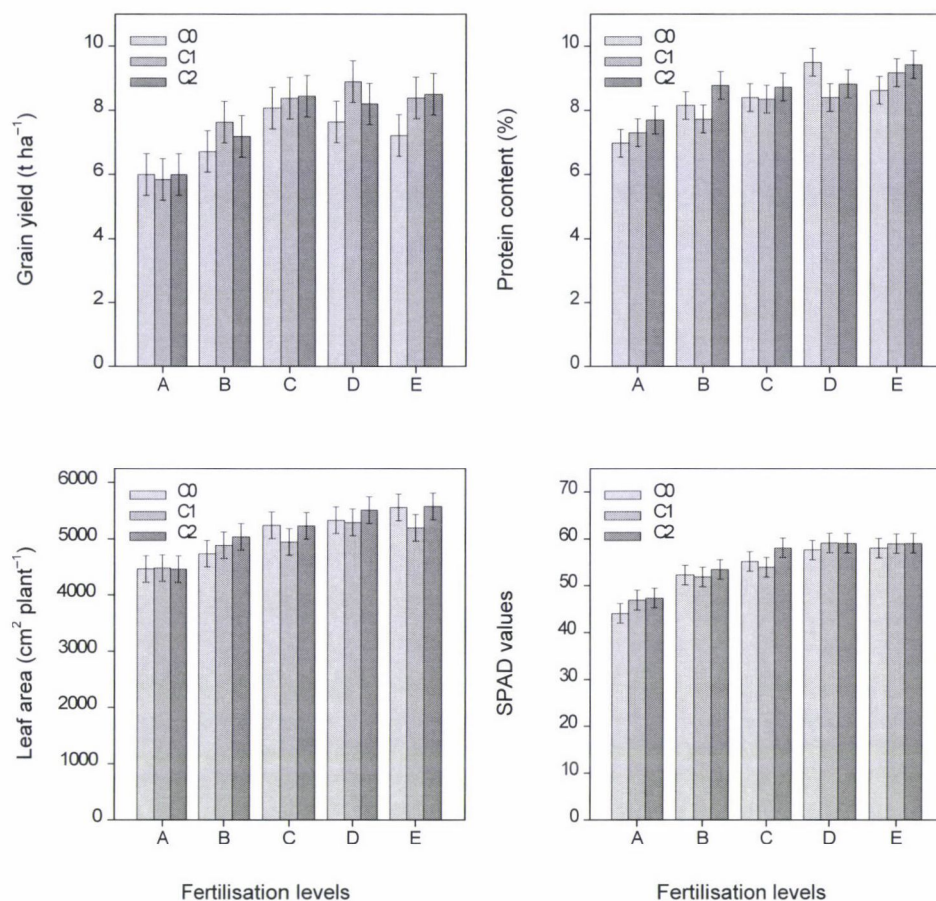 Grain yield (t ha⁻¹)
10
8
6
4
2
0
C0
C1
C2
A B C D E
Protein content (%)
10
8
6
4
2
0
C0
C1
C2
A B C D E
Leaf area (cm² plant⁻¹)
6000
5000
4000
3000
2000
1000
0
C0
C1
C2
A B C D E
Fertilisation levels
SPAD values
70
60
50
40
30
20
10
0
C0
C1
C2
A B C D E
Fertilisation levels